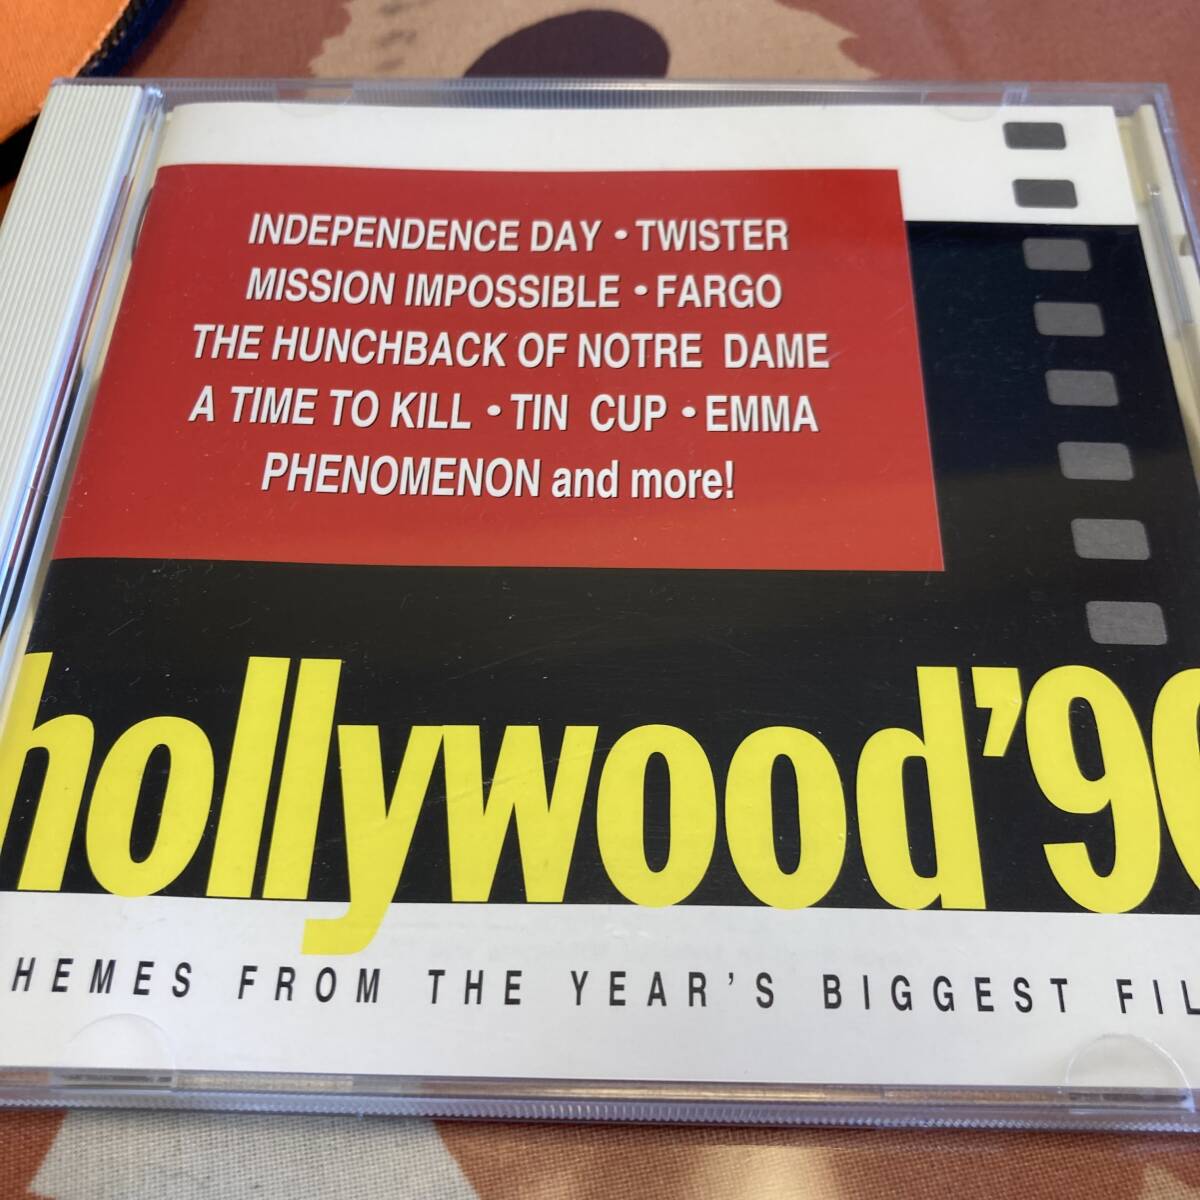 INDEPENDENCE DAY • TWISTER
MISSION IMPOSSIBLE • FARGO
THE HUNCHBACK OF NOTRE DAME
A TIME TO KILL • TIN CUP • EMMA
PHENOMENON and more!
hollywood'9
HEMES FROM THE YEAR'S BIGGEST FIL